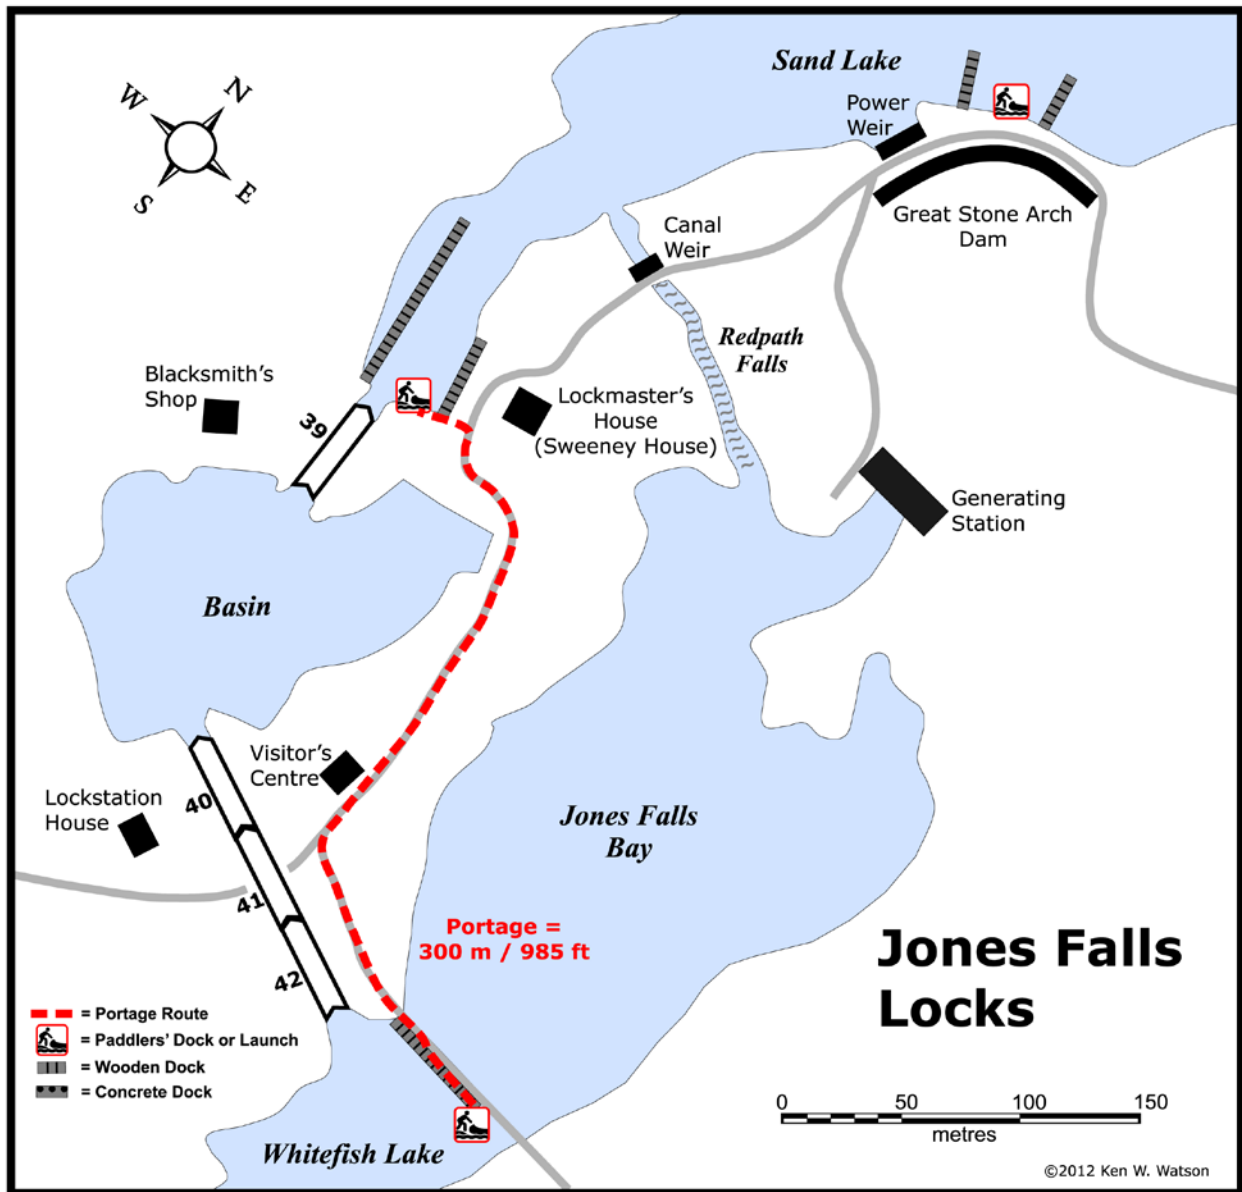 Sand Lake
N
W
E
S
Power
Weir
Great Stone Arch
Dam
Canal
Weir
Redpath
Falls
Blacksmith's
Shop
39
Lockmaster's
House
(Sweeney House)
Generating
Station
Basin
Visitor's
Centre
Lockstation
House
40
41
42
Jones Falls
Bay
Portage =
300 m / 985 ft
Jones Falls
Locks
= Portage Route
= Paddlers' Dock or Launch
= Wooden Dock
= Concrete Dock
Whitefish Lake
0 50 100 150
metres
©2012 Ken W. Watson